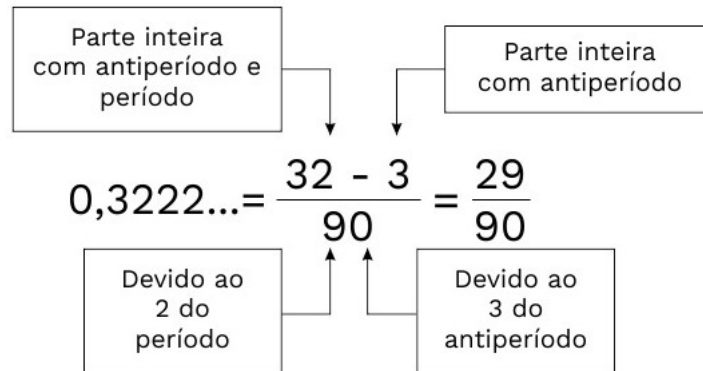 Parte inteira
com antiperíodo e
período
Parte inteira
com antiperíodo
0,3222...= 32 - 3 / 90 = 29 / 90
Devido ao
2 do
período
Devido ao
3 do
antiperíodo